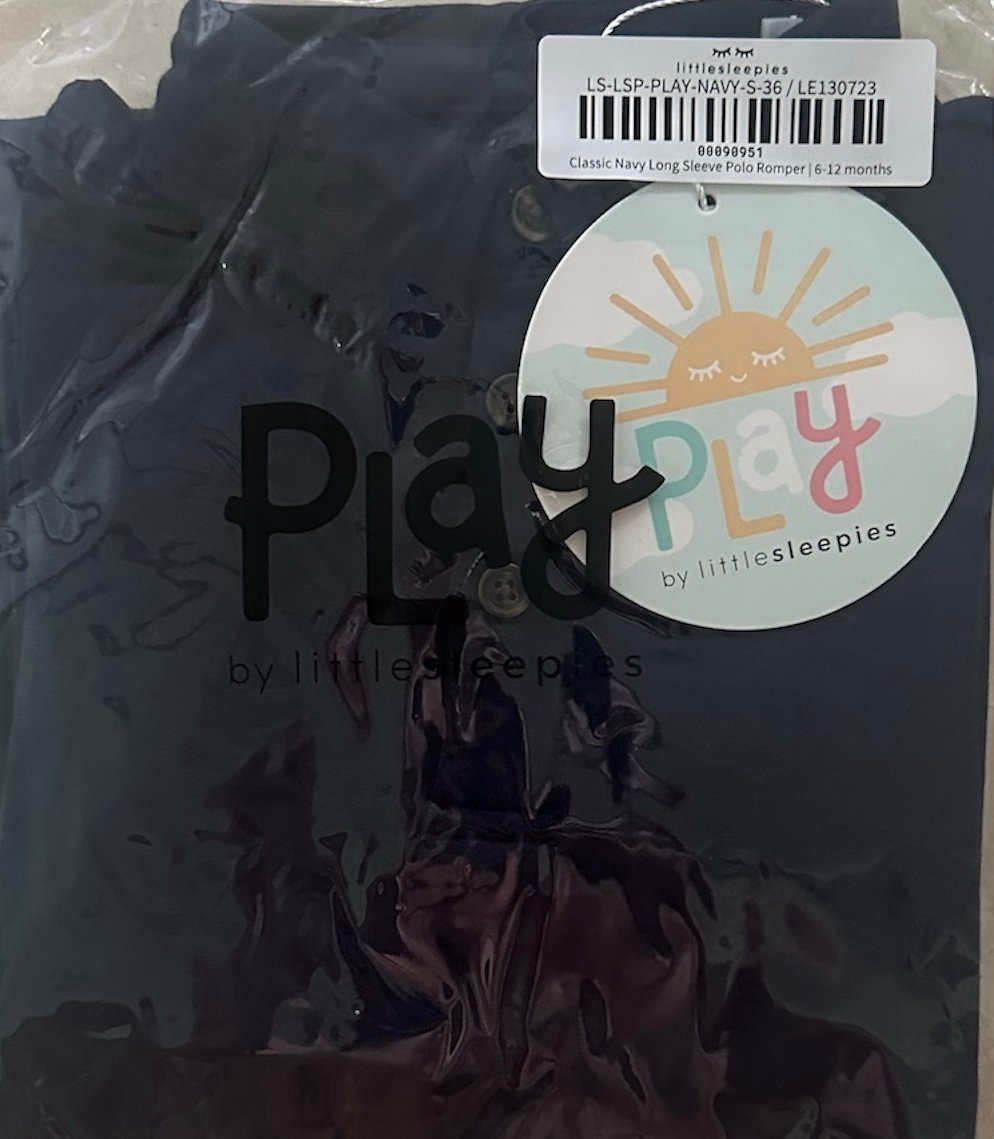 littlesleepies
LS-LSP-PLAY-NAVY-S-36 / LE130723
00090951
Classic Navy Long Sleeve Polo Romper | 6-12 months
PLay
by littlesleepies
PLay
by littlesleepies